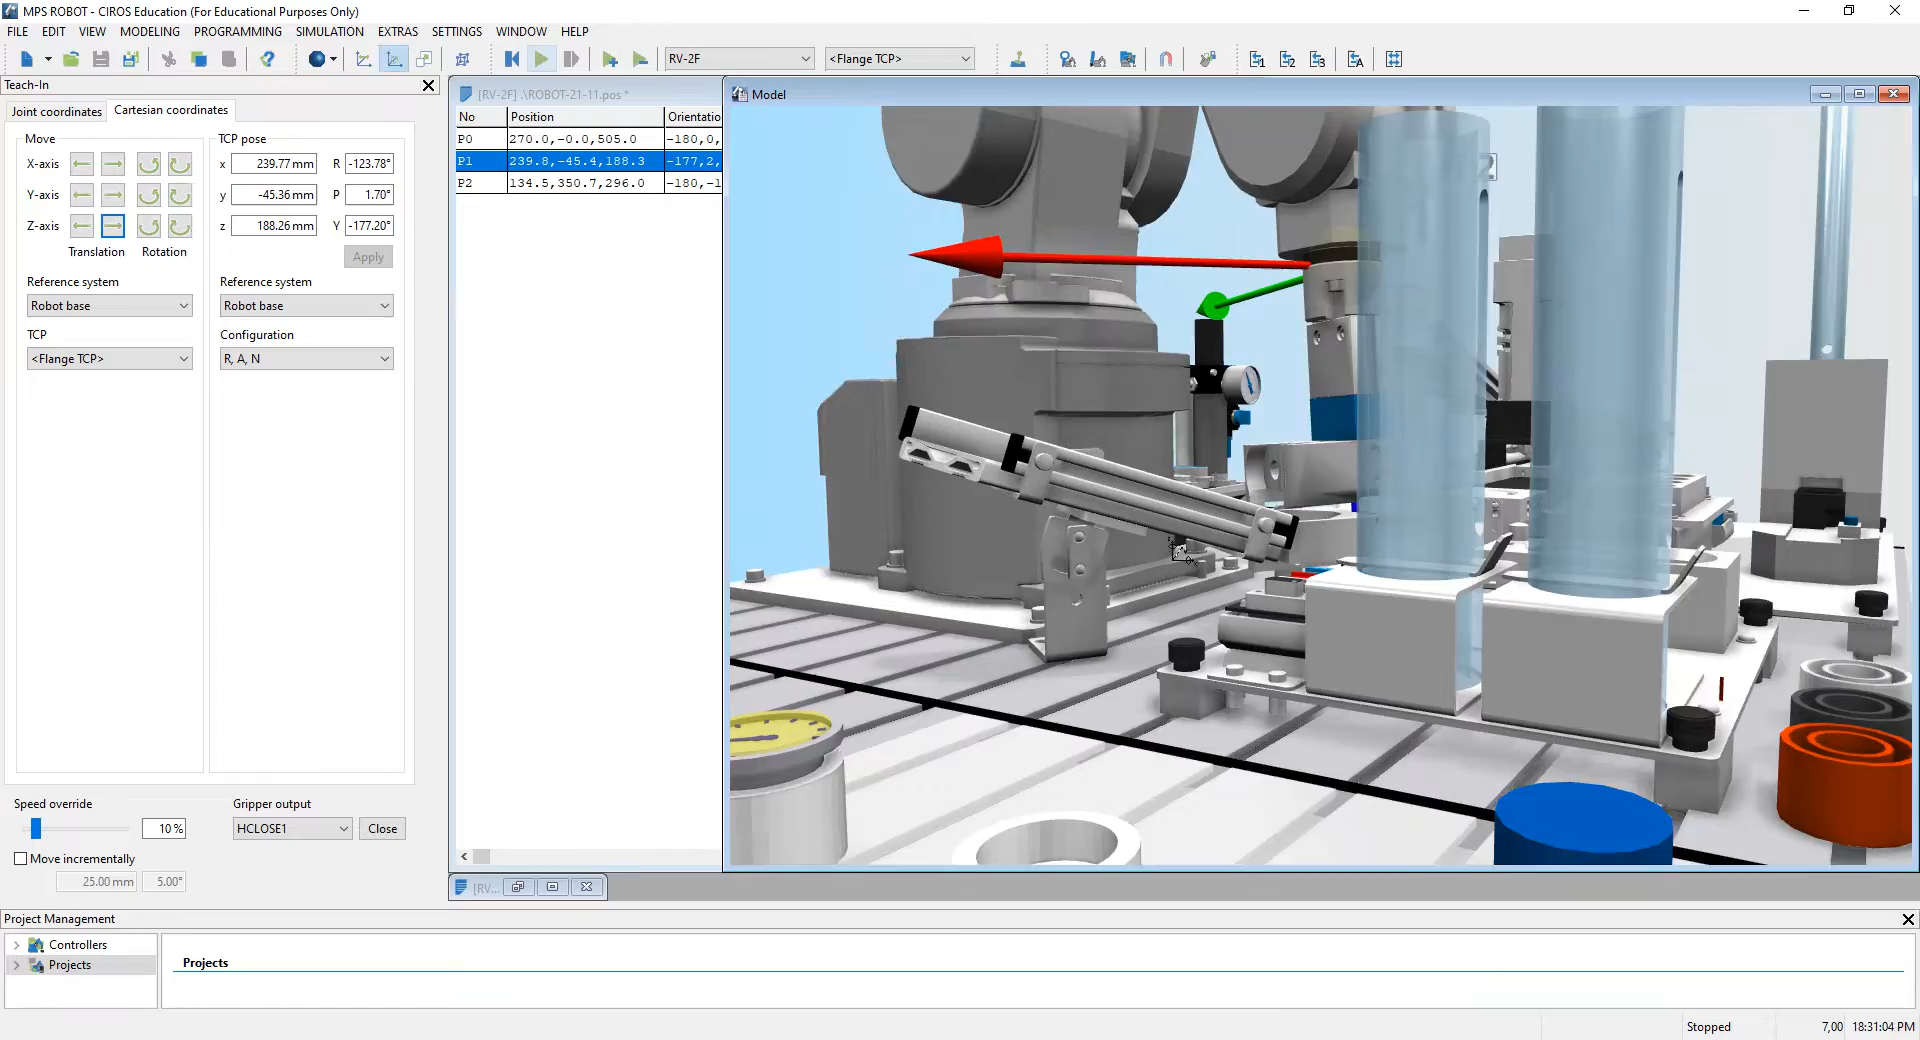 MPS ROBOT - CIROS Education (For Educational Purposes Only)
FILE EDIT VIEW MODELING PROGRAMMING SIMULATION EXTRAS SETTINGS WINDOW HELP
RV-2F <Flange TCP>
Teach-In
Joint coordinates Cartesian coordinates
Move
X-axis
Y-axis
Z-axis
Translation Rotation
Reference system
Robot base
TCP
<Flange TCP>
TCP pose
x 239.77 mm R -123.78°
y -45.36 mm P 1.70°
z 188.26 mm Y -177.20°
Apply
Reference system
Robot base
Configuration
R, A, N
Speed override
10 %
Move incrementally
25.00 mm 5.00°
Gripper output
HCLOSE1 Close
[RV-2F] .\ROBOT-21-11.pos *
No Position Orientatio
P0 270.0,-0.0,505.0 -180,0,
P1 239.8,-45.4,188.3 -177,2,
P2 134.5,350.7,296.0 -180,-1
[RV...
Model
Project Management
Controllers
Projects
Projects
Stopped 7,00 18:31:04 PM